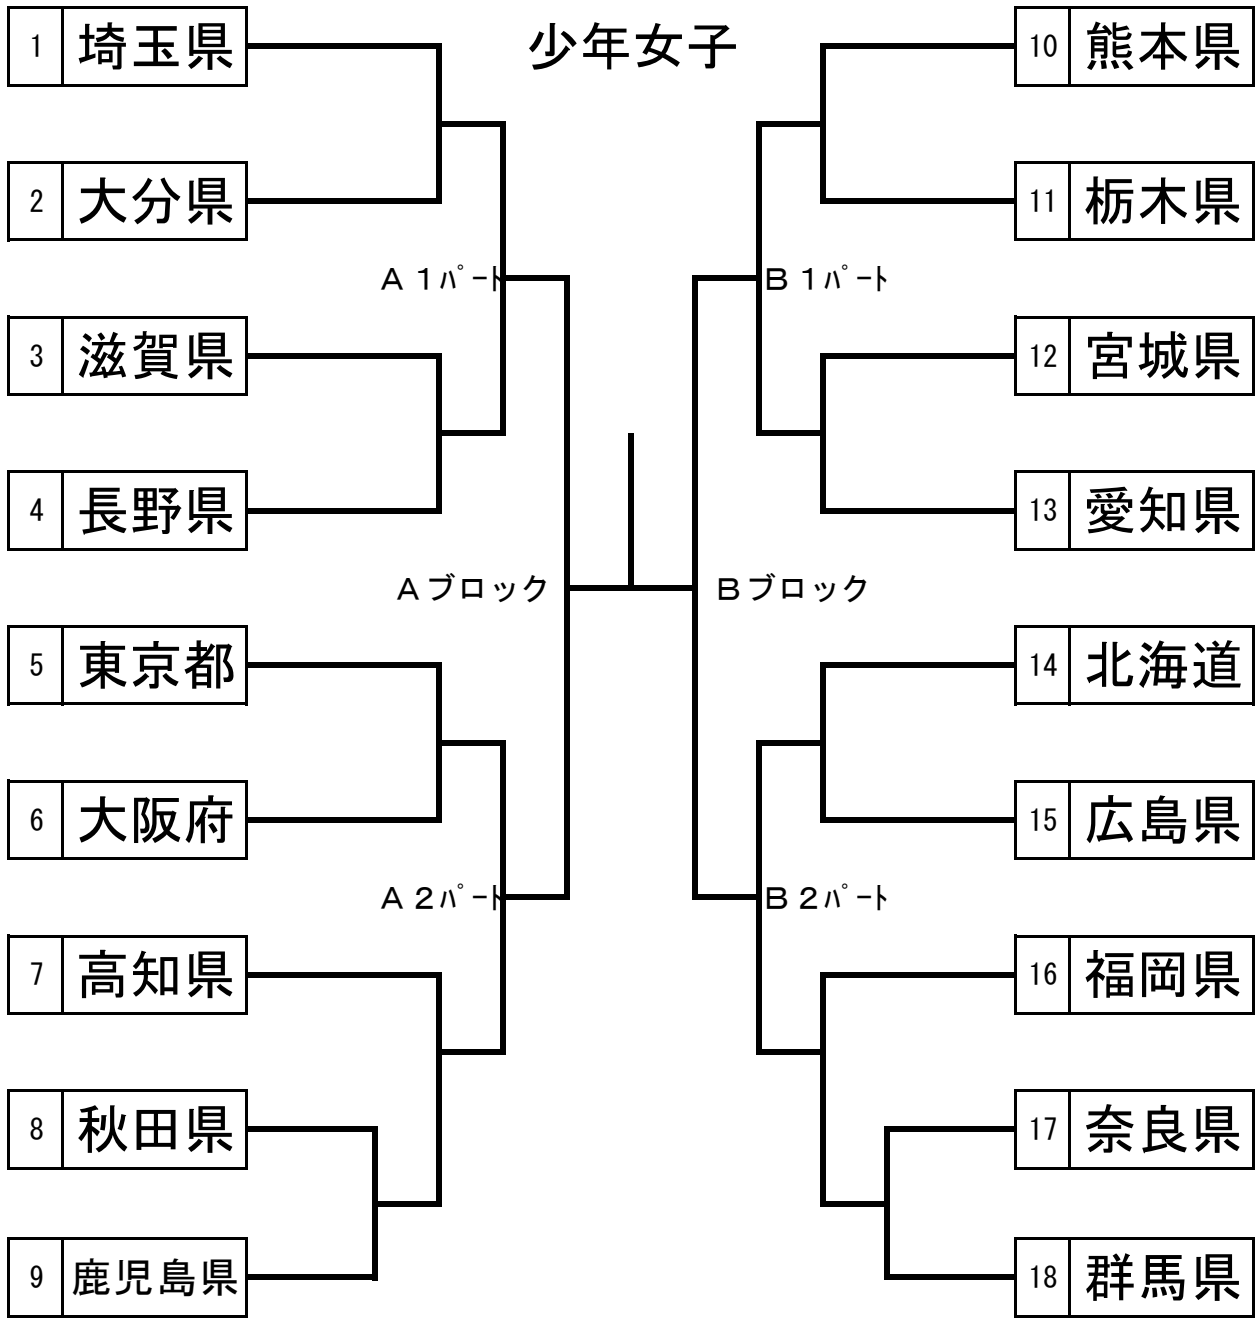 少年女子
1 埼玉県
2 大分県
A１ﾊﾟｰﾄ
3 滋賀県
4 長野県
Aブロック
5 東京都
6 大阪府
A２ﾊﾟｰﾄ
7 高知県
8 秋田県
9 鹿児島県
10 熊本県
11 栃木県
B１ﾊﾟｰﾄ
12 宮城県
13 愛知県
Bブロック
14 北海道
15 広島県
B２ﾊﾟｰﾄ
16 福岡県
17 奈良県
18 群馬県